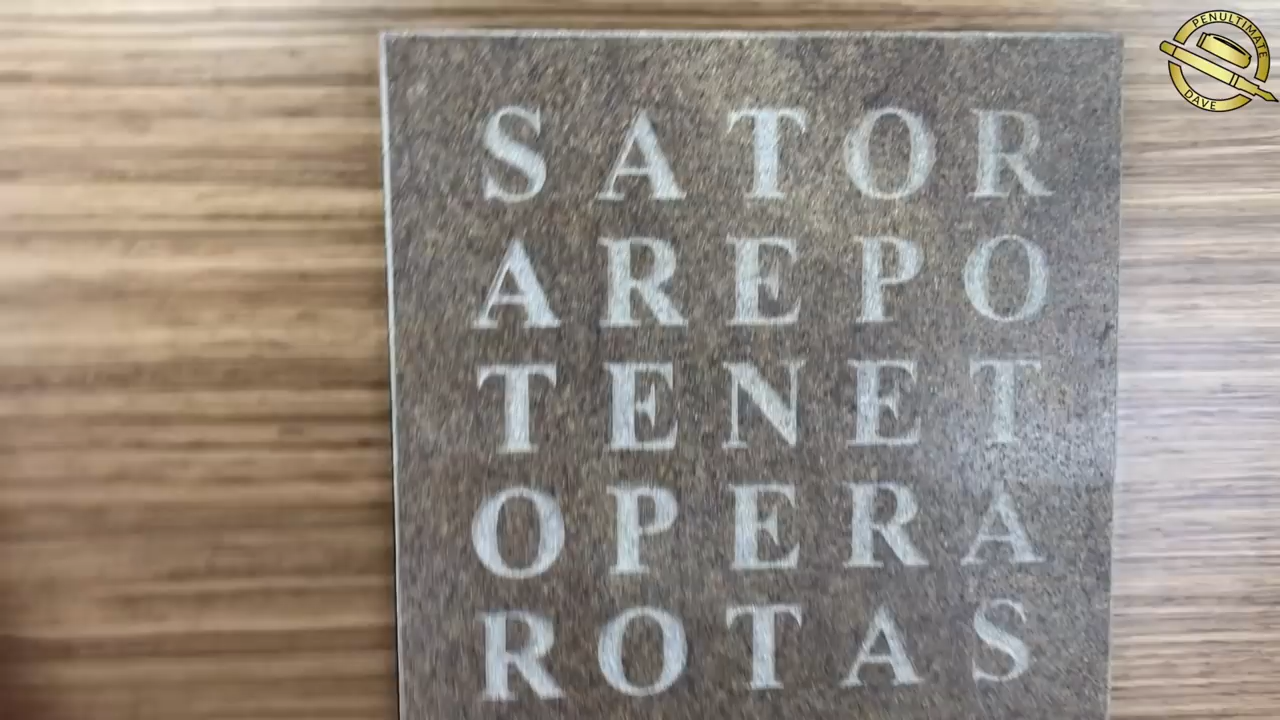 SATOR
AREPO
TENET
OPERA
ROTAS
PENULTIMATE
DAVE